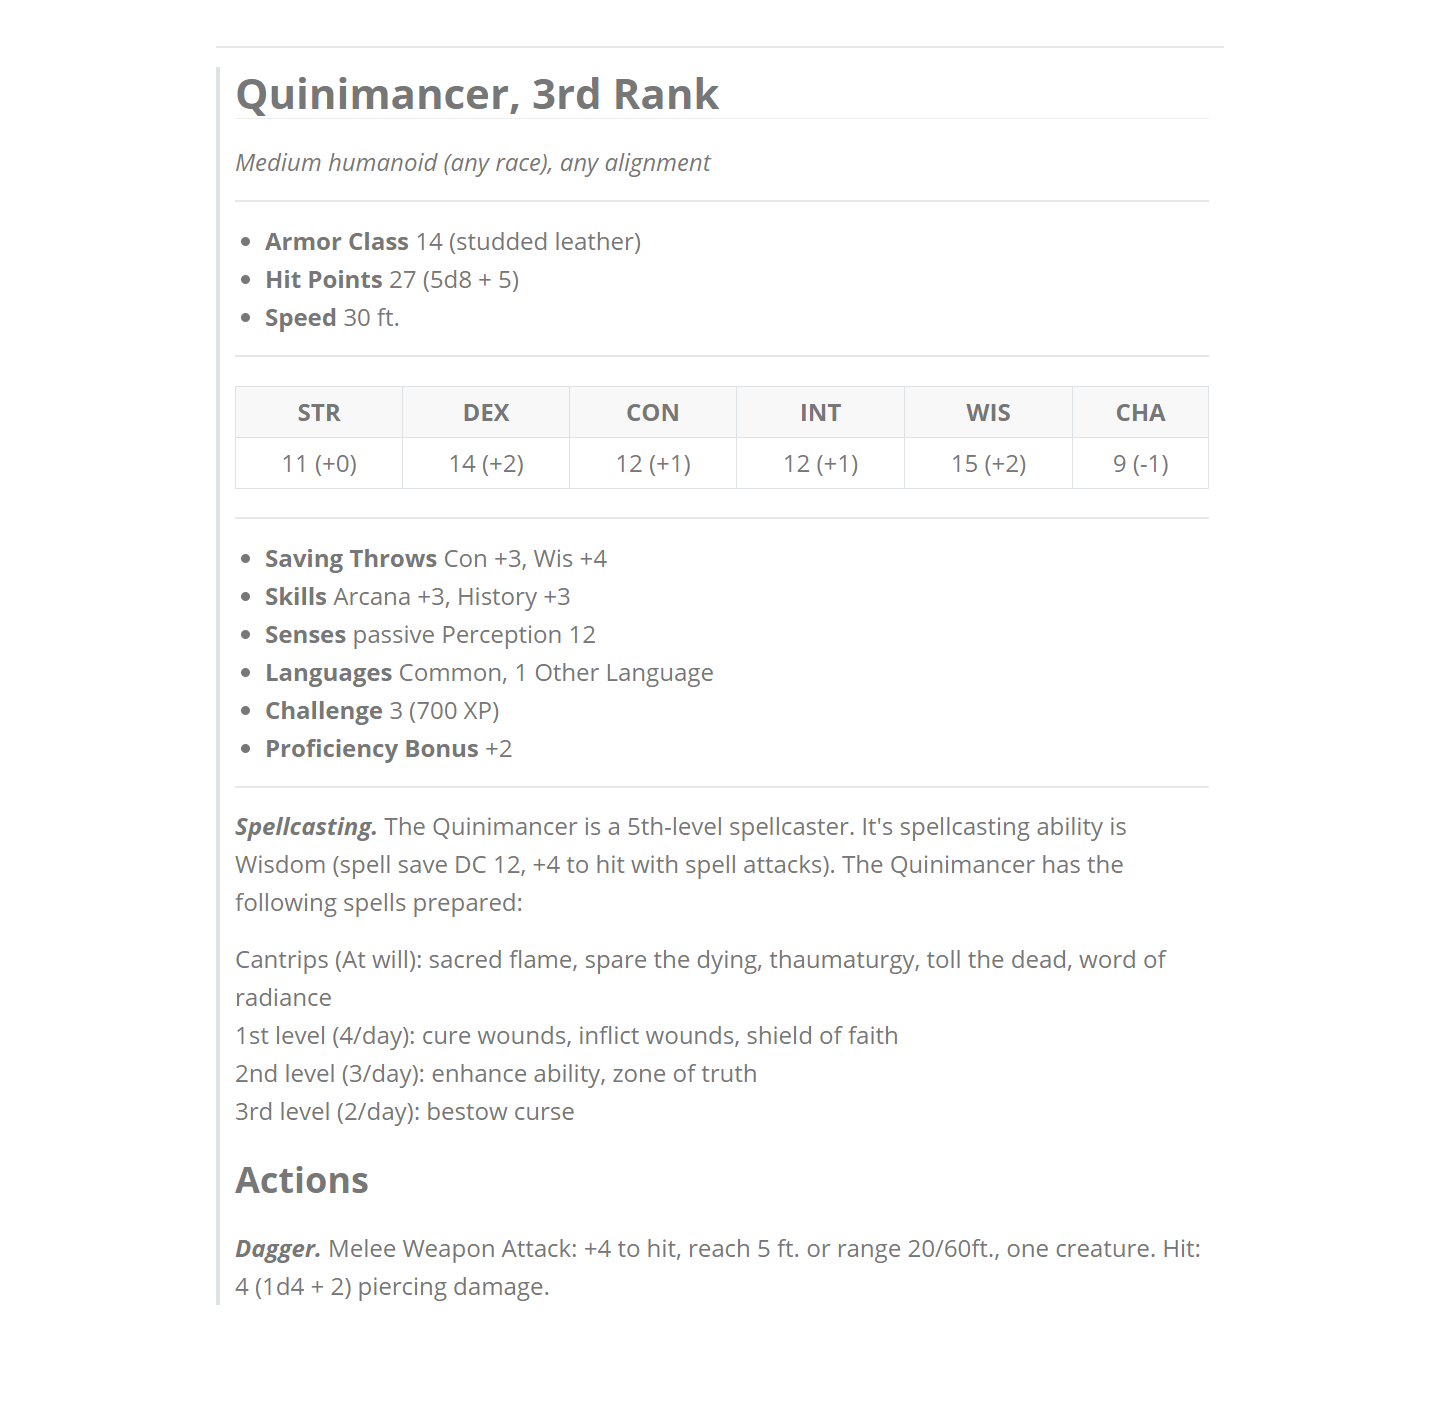 Quinimancer, 3rd Rank
Medium humanoid (any race), any alignment
Armor Class 14 (studded leather)
Hit Points 27 (5d8 + 5)
Speed 30 ft.
STR DEX CON INT WIS CHA
11 (+0) 14 (+2) 12 (+1) 12 (+1) 15 (+2) 9 (-1)
Saving Throws Con +3, Wis +4
Skills Arcana +3, History +3
Senses passive Perception 12
Languages Common, 1 Other Language
Challenge 3 (700 XP)
Proficiency Bonus +2
Spellcasting. The Quinimancer is a 5th-level spellcaster. It's spellcasting ability is
Wisdom (spell save DC 12, +4 to hit with spell attacks). The Quinimancer has the
following spells prepared:
Cantrips (At will): sacred flame, spare the dying, thaumaturgy, toll the dead, word of
radiance
1st level (4/day): cure wounds, inflict wounds, shield of faith
2nd level (3/day): enhance ability, zone of truth
3rd level (2/day): bestow curse
Actions
Dagger. Melee Weapon Attack: +4 to hit, reach 5 ft. or range 20/60ft., one creature. Hit:
4 (1d4 + 2) piercing damage.